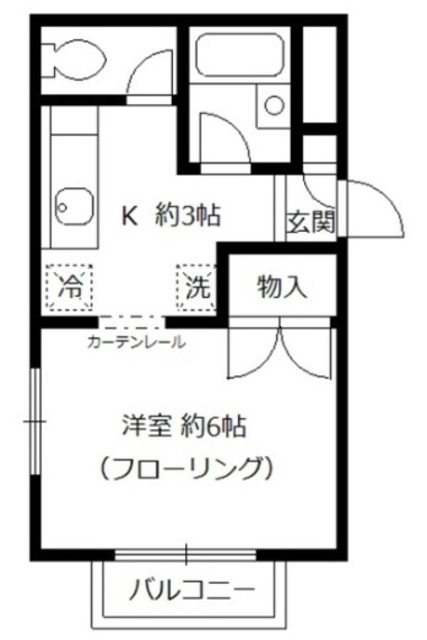 K 約3帖
玄関
冷
洗
物入
カーテンレール
洋室 約6帖
（フローリング）
バルコニー